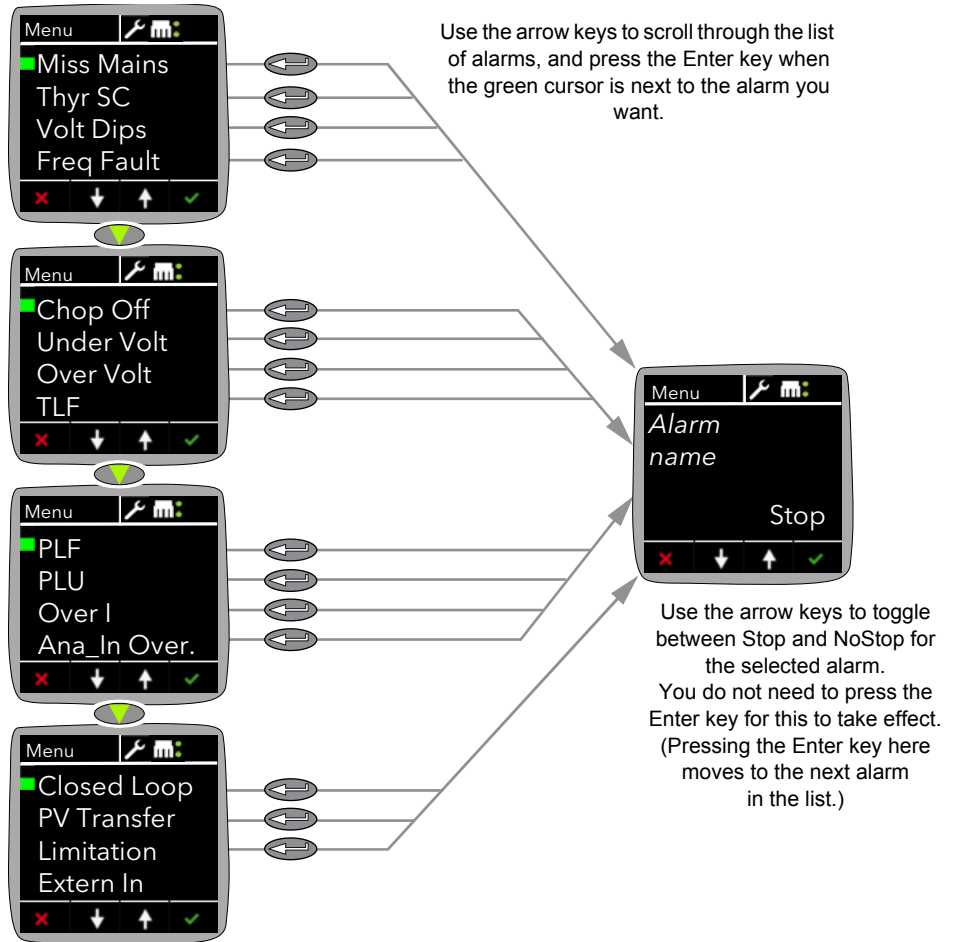 Menu
Miss Mains
Thyr SC
Volt Dips
Freq Fault
Use the arrow keys to scroll through the list
of alarms, and press the Enter key when
the green cursor is next to the alarm you
want.
Menu
Chop Off
Under Volt
Over Volt
TLF
Menu
PLF
PLU
Over I
Ana_In Over.
Menu
Closed Loop
PV Transfer
Limitation
Extern In
Menu
Alarm
name
Stop
Use the arrow keys to toggle
between Stop and NoStop for
the selected alarm.
You do not need to press the
Enter key for this to take effect.
(Pressing the Enter key here
moves to the next alarm
in the list.)